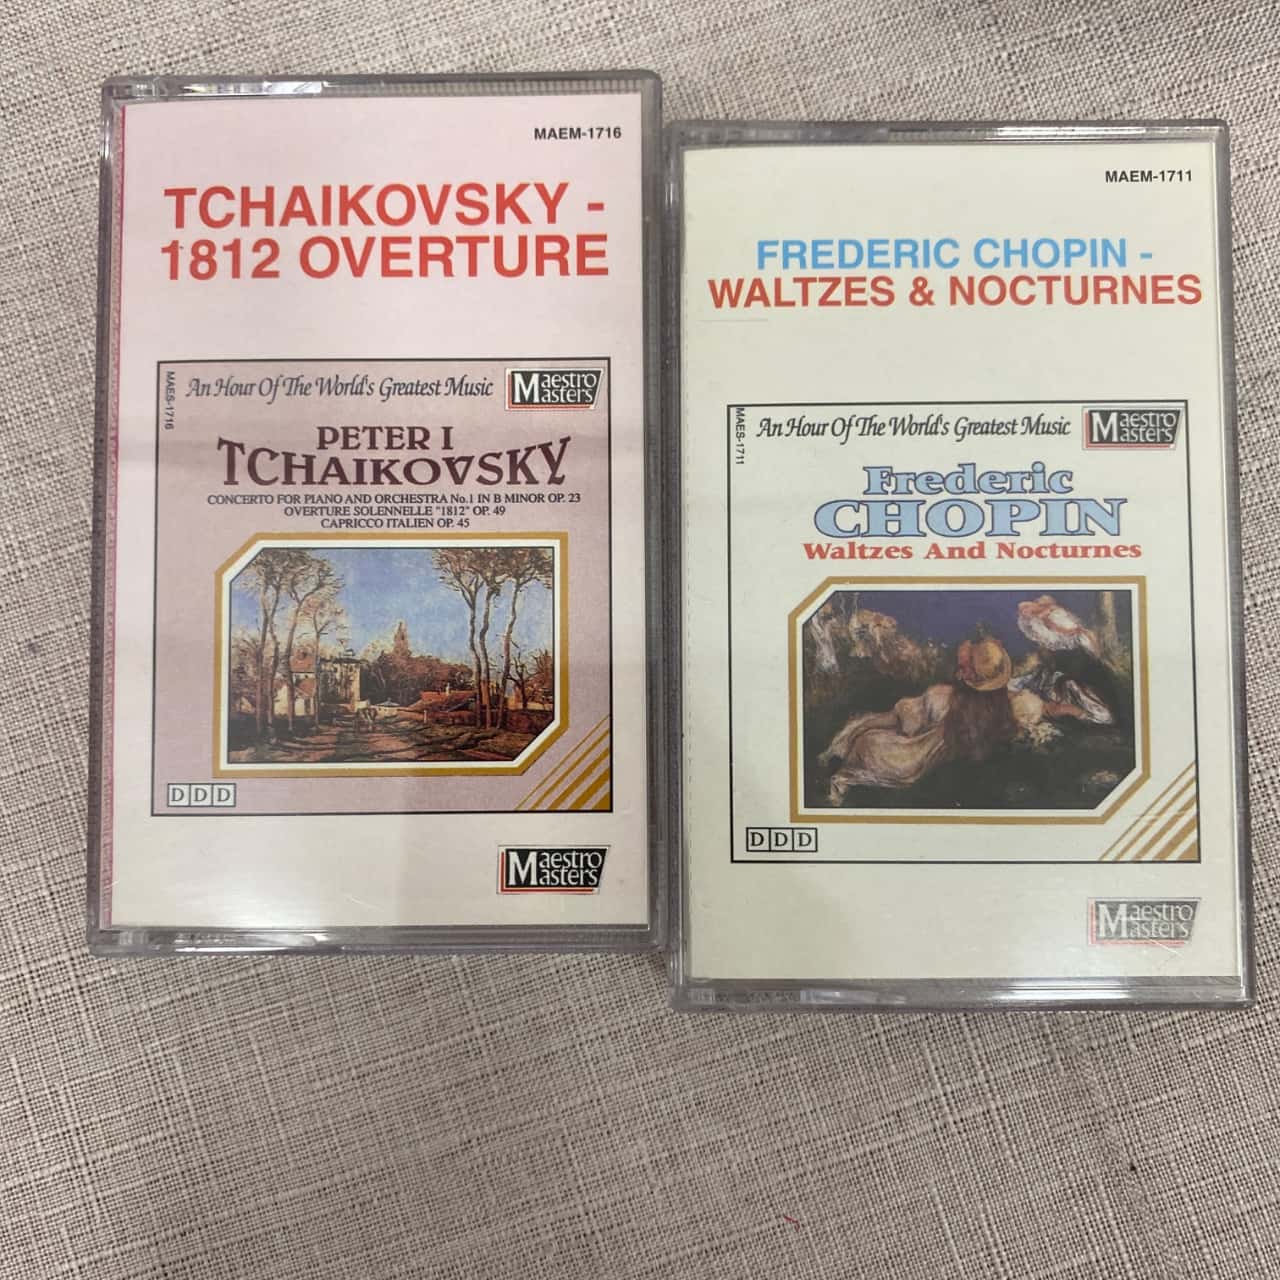 MAEM-1716
TCHAIKOVSKY -
1812 OVERTURE
MAES-1716
An Hour Of The World's Greatest Music
Maestro
Masters
PETER I
TCHAIKOVSKY
CONCERTO FOR PIANO AND ORCHESTRA No.1 IN B MINOR OP. 23
OVERTURE SOLENNELLE "1812" OP. 49
CAPRICCO ITALIEN OP. 45
DDD
Maestro
Masters
MAEM-1711
FREDERIC CHOPIN -
WALTZES & NOCTURNES
MAES-1711
An Hour Of The World's Greatest Music
Maestro
Masters
Frederic
CHOPIN
Waltzes And Nocturnes
DDD
Maestro
Masters